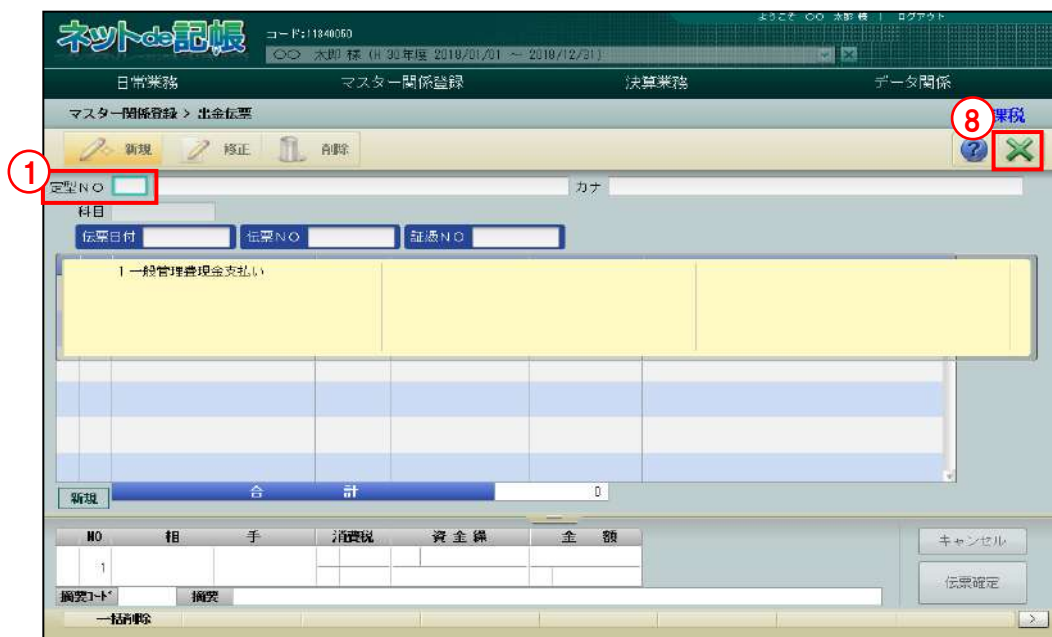 ようこそ 〇〇 太郎 様 | ログアウト
ネットde記帳 コード:11340050
〇〇 太郎 様 (H 30年度 2018/01/01 ～ 2018/12/31)
日常業務 マスター関係登録 決算業務 データ関係
マスター関係登録 > 出金伝票 課税
⑧
新規 修正 削除 ?
①
定型NO カナ
科目
伝票日付 伝票NO 証憑NO
1 一般管理費現金支払い
新規 合 計 0
NO 相 手 消費税 資金繰 金 額
キャンセル
1
伝票確定
摘要ｺｰﾄﾞ 摘要
一括削除 >